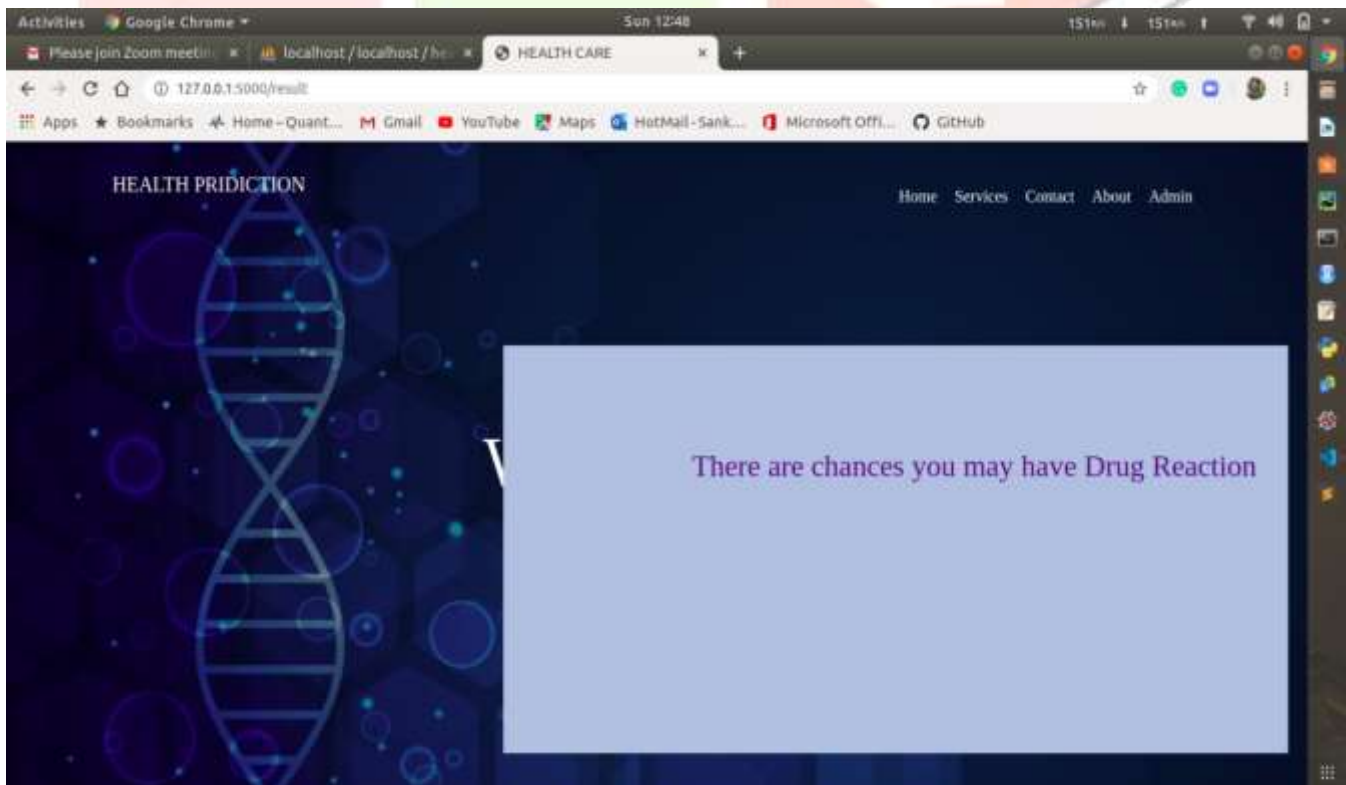 Activities Google Chrome Sun 12:48
Please join Zoom meetin localhost / localhost / he HEALTH CARE
127.0.0.1:5000/result
Apps Bookmarks Home - Quant... Gmail YouTube Maps HotMail - Sank... Microsoft Offi... GitHub
HEALTH PRIDICTION
Home Services Contact About Admin
There are chances you may have Drug Reaction